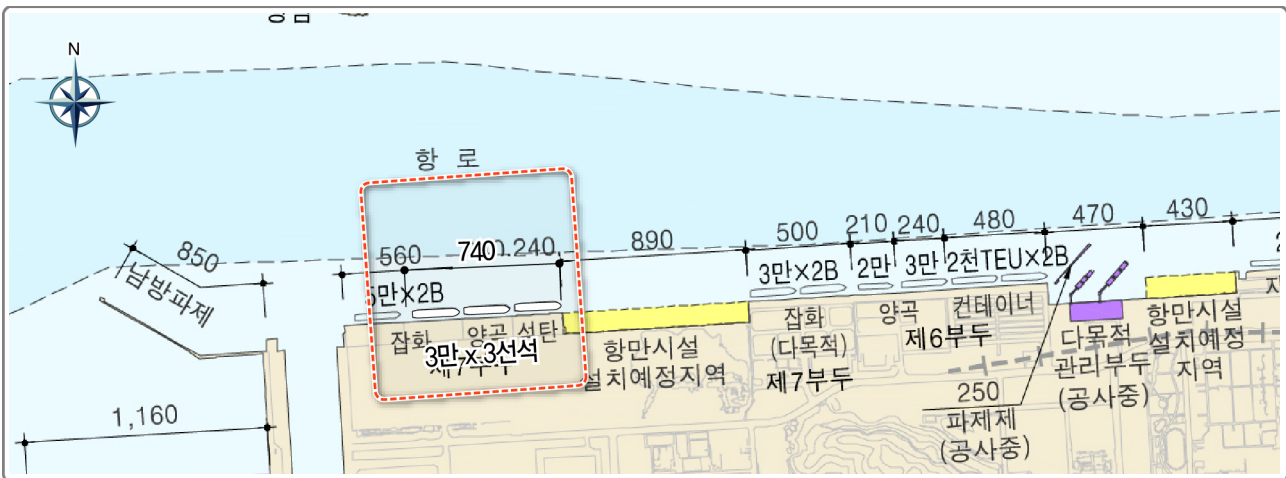 N
항 로
850
남방파제
1,160
560
740
.240
890
500
210
240
480
470
430
만×2B
3만×2B
2만
3만
2천TEU×2B
잡화
양곡
석탄
3만 x 3선석
항만시설
설치예정지역
잡화
(다목적)
제7부두
양곡
컨테이너
제6부두
다목적
관리부두
(공사중)
항만시설
설치예정
지역
250
파제제
(공사중)